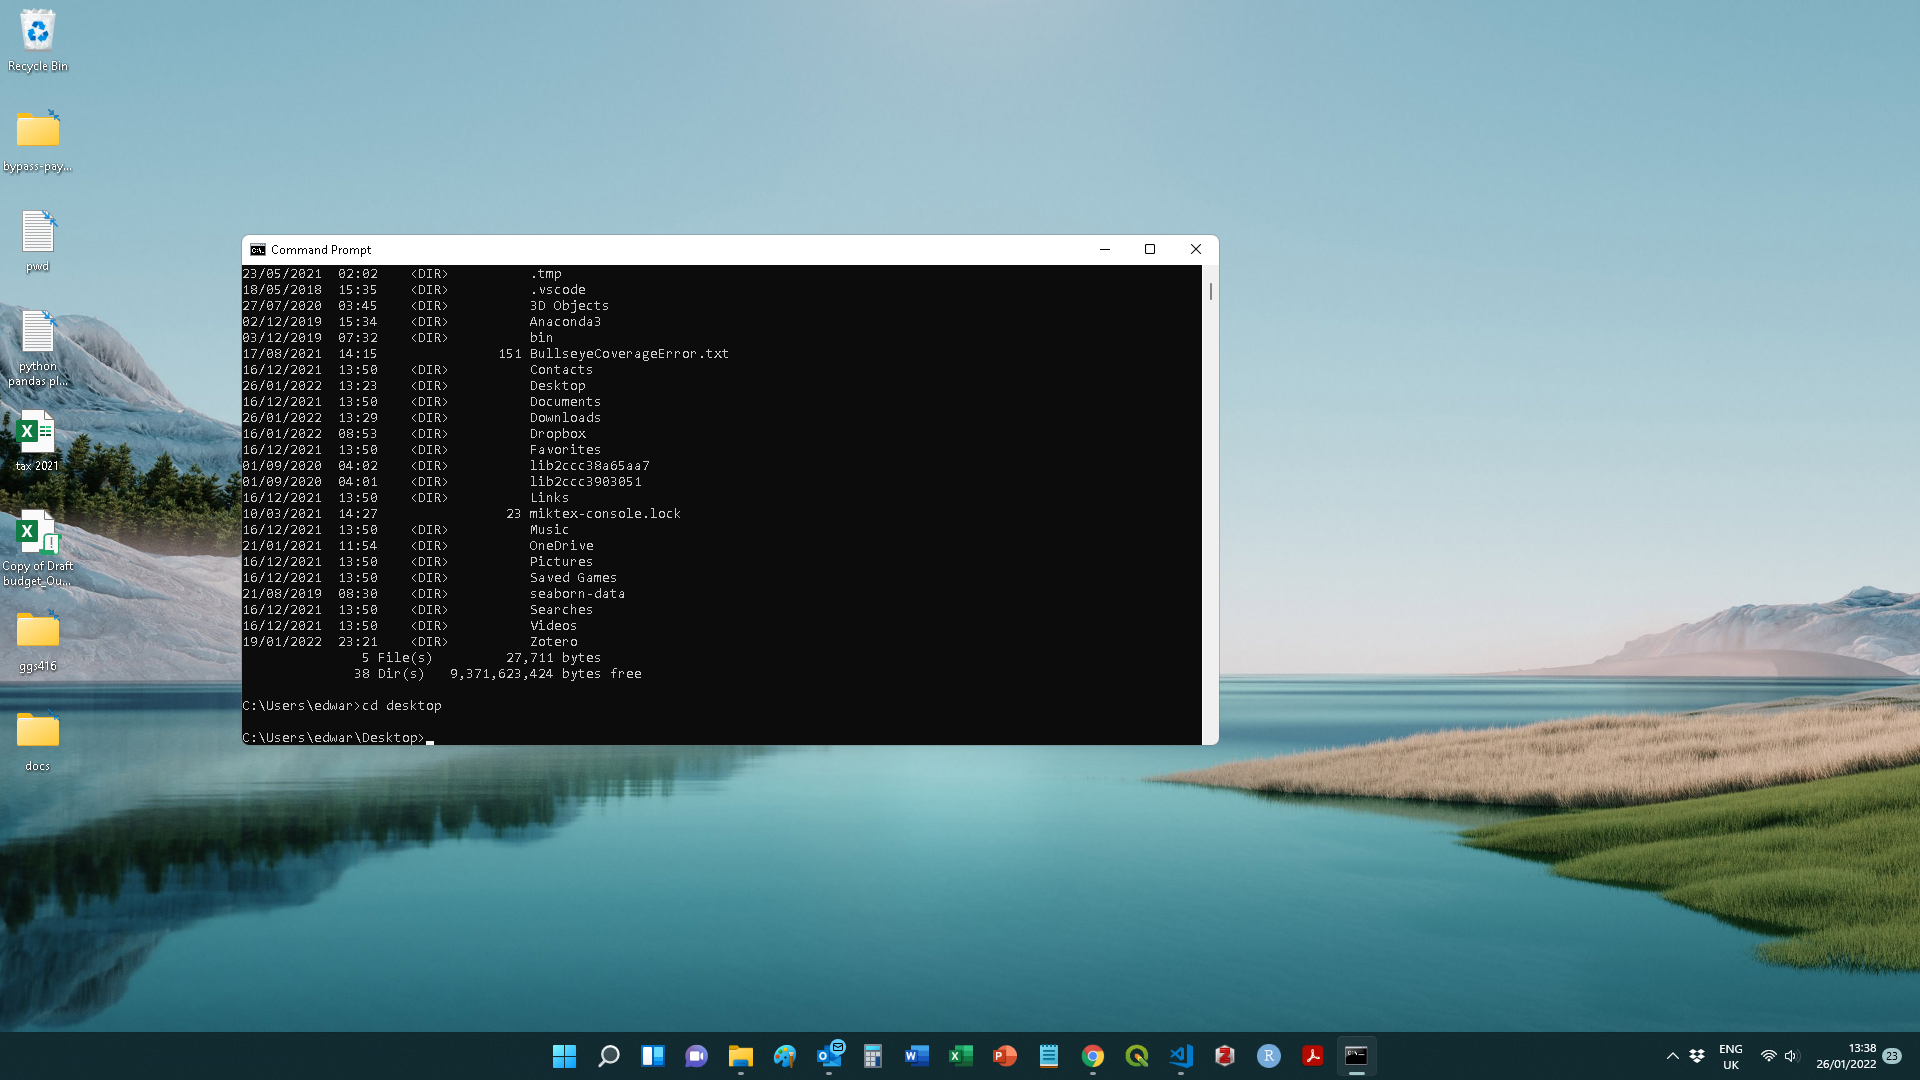 Recycle Bin
bypass-pay...
pwd
python
pandas pl...
tax 2021
Copy of Draft
budget_Qu...
ggs416
docs
Command Prompt
23/05/2021  02:02    <DIR>          .tmp
18/05/2018  15:35    <DIR>          .vscode
27/07/2020  03:45    <DIR>          3D Objects
02/12/2019  15:34    <DIR>          Anaconda3
03/12/2019  07:32    <DIR>          bin
17/08/2021  14:15               151 BullseyeCoverageError.txt
16/12/2021  13:50    <DIR>          Contacts
26/01/2022  13:23    <DIR>          Desktop
16/12/2021  13:50    <DIR>          Documents
26/01/2022  13:29    <DIR>          Downloads
16/01/2022  08:53    <DIR>          Dropbox
16/12/2021  13:50    <DIR>          Favorites
01/09/2020  04:02    <DIR>          lib2ccc38a65aa7
01/09/2020  04:01    <DIR>          lib2ccc3903051
16/12/2021  13:50    <DIR>          Links
10/03/2021  14:27                23 miktex-console.lock
16/12/2021  13:50    <DIR>          Music
21/01/2021  11:54    <DIR>          OneDrive
16/12/2021  13:50    <DIR>          Pictures
16/12/2021  13:50    <DIR>          Saved Games
21/08/2019  08:30    <DIR>          seaborn-data
16/12/2021  13:50    <DIR>          Searches
16/12/2021  13:50    <DIR>          Videos
19/01/2022  23:21    <DIR>          Zotero
5 File(s)         27,711 bytes
38 Dir(s)   9,371,623,424 bytes free
C:\Users\edwar>cd desktop
C:\Users\edwar\Desktop>
ENG
UK
13:38
26/01/2022
23